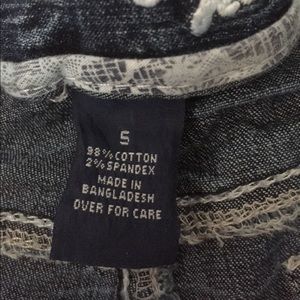 5
98% COTTON
2% SPANDEX
MADE IN
BANGLADESH
OVER FOR CARE